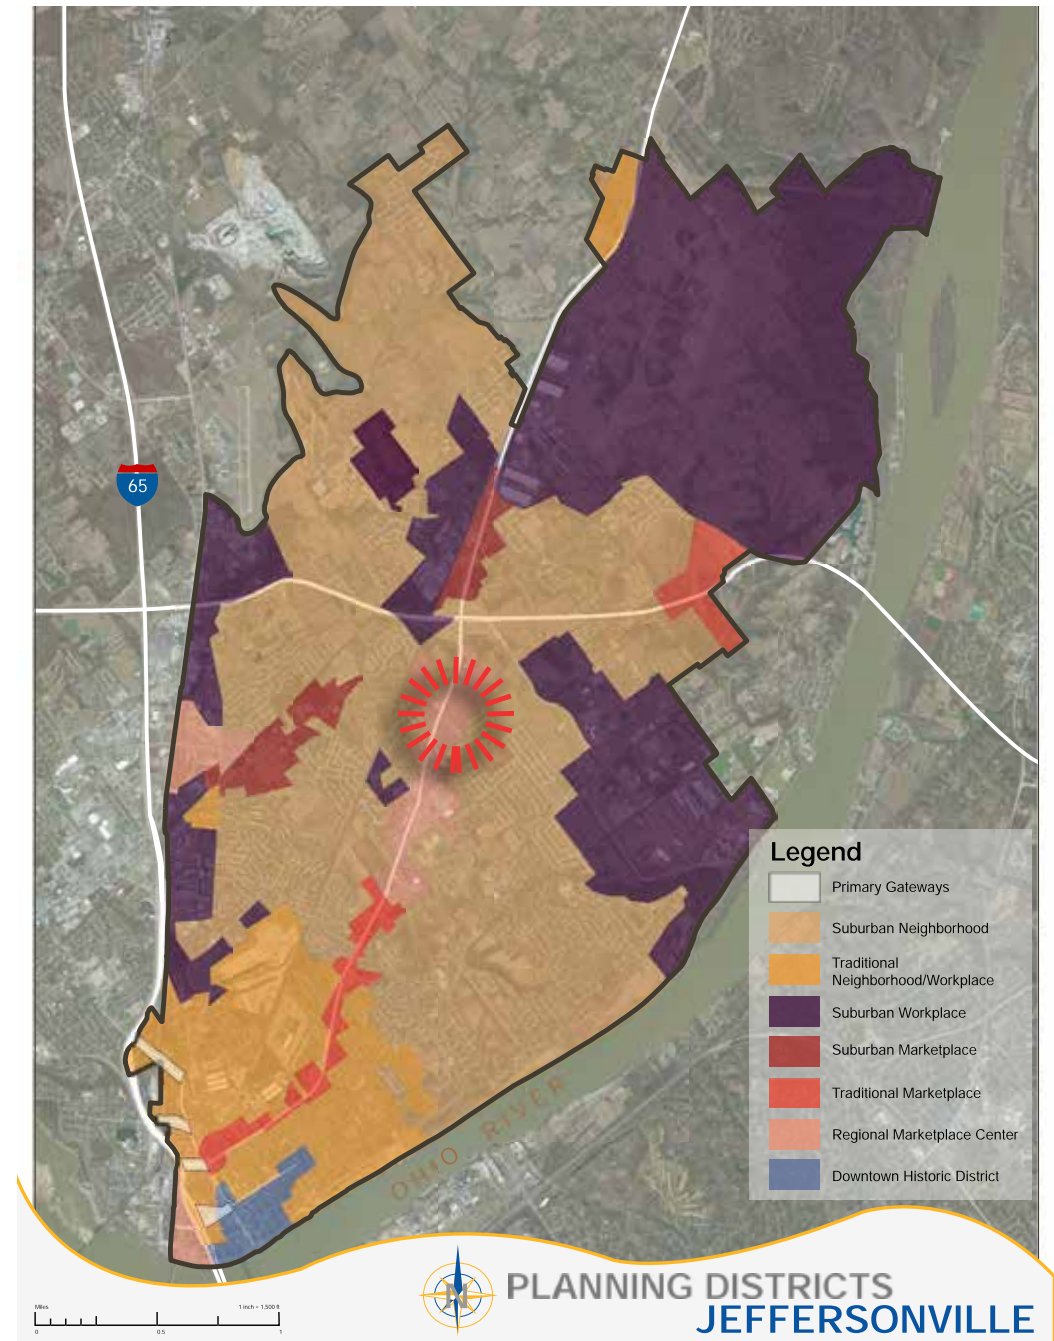 65
Legend
Primary Gateways
Suburban Neighborhood
Traditional
Neighborhood/Workplace
Suburban Workplace
Suburban Marketplace
Traditional Marketplace
Regional Marketplace Center
Downtown Historic District
OHIO RIVER
Miles
1 inch = 1,500 ft
0
0.5
1
N
PLANNING DISTRICTS
JEFFERSONVILLE